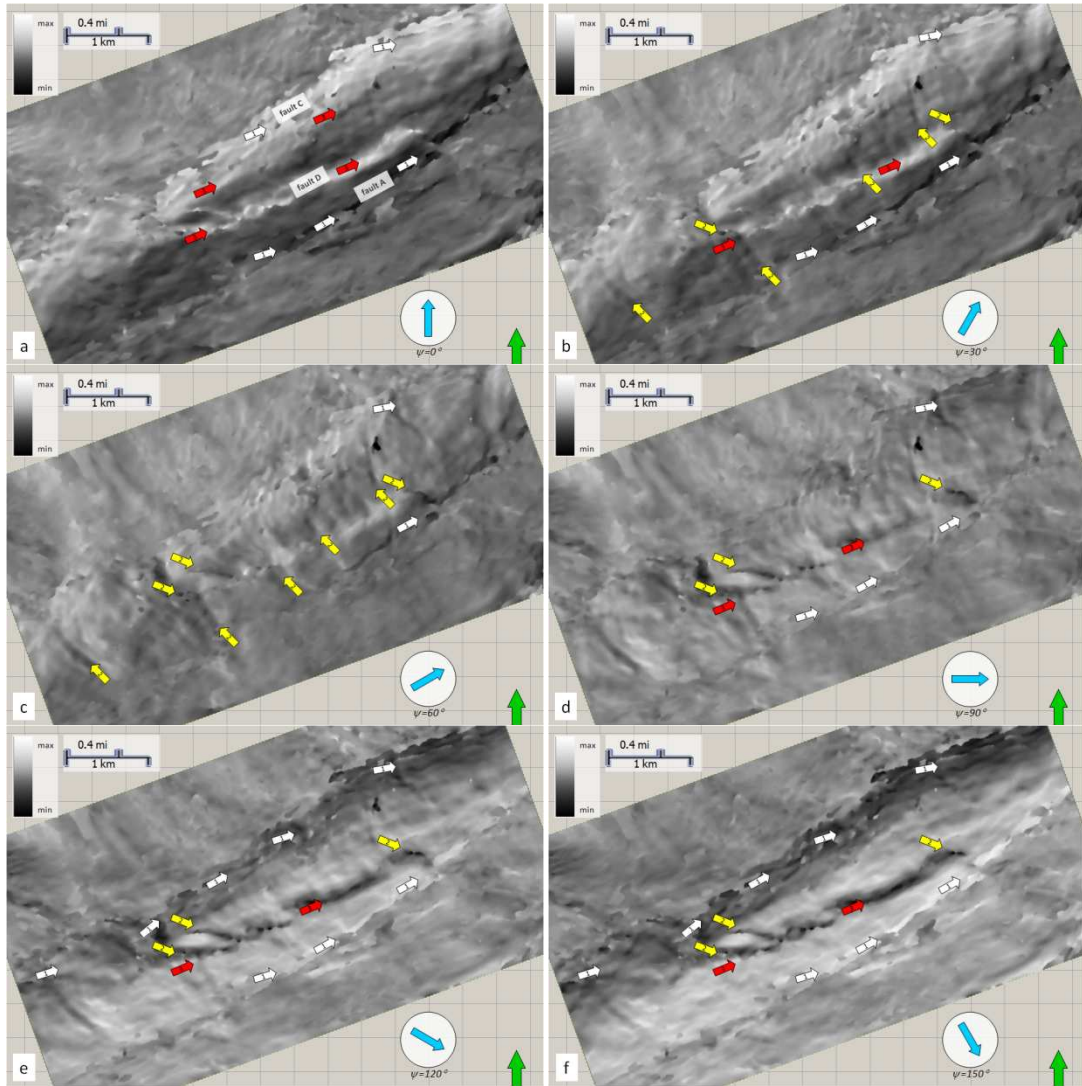 max
min
0.4 mi
1 km
fault C
fault D
fault A
a
ψ=0°
max
min
0.4 mi
1 km
b
ψ=30°
max
min
0.4 mi
1 km
c
ψ=60°
max
min
0.4 mi
1 km
d
ψ=90°
max
min
0.4 mi
1 km
e
ψ=120°
max
min
0.4 mi
1 km
f
ψ=150°